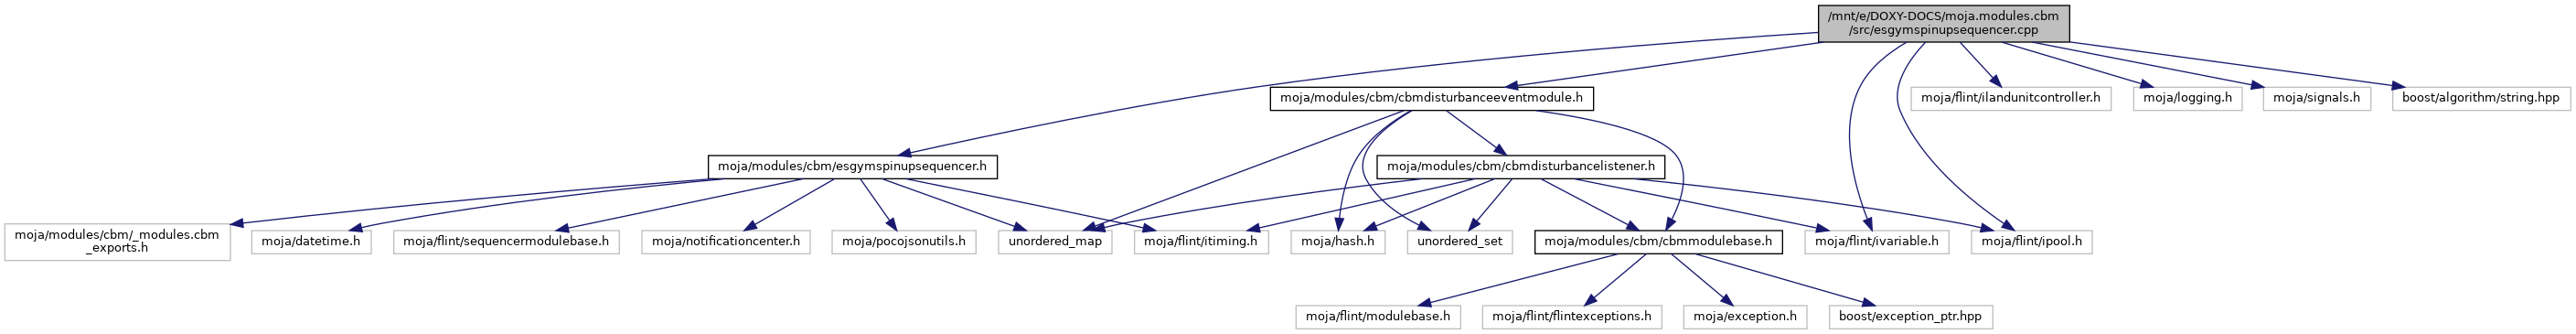 /mnt/e/DOXY-DOCS/moja.modules.cbm
/src/esgymspinupsequencer.cpp
moja/modules/cbm/cbmdisturbanceeventmodule.h
moja/flint/ilandunitcontroller.h
moja/logging.h
moja/signals.h
boost/algorithm/string.hpp
moja/modules/cbm/esgymspinupsequencer.h
moja/modules/cbm/cbmdisturbancelistener.h
moja/modules/cbm/_modules.cbm
_exports.h
moja/datetime.h
moja/flint/sequencermodulebase.h
moja/notificationcenter.h
moja/pocojsonutils.h
unordered_map
moja/flint/itiming.h
moja/hash.h
unordered_set
moja/modules/cbm/cbmmodulebase.h
moja/flint/ivariable.h
moja/flint/ipool.h
moja/flint/modulebase.h
moja/flint/flintexceptions.h
moja/exception.h
boost/exception_ptr.hpp